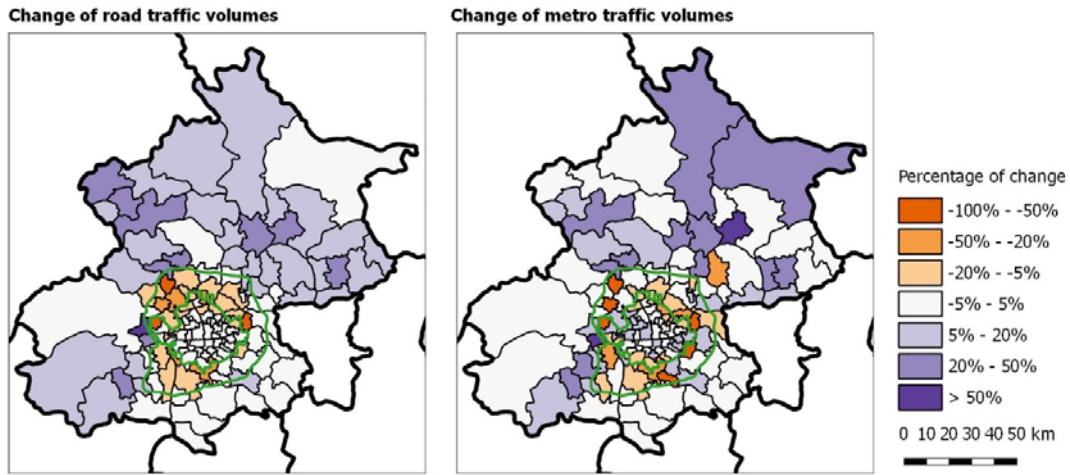 Change of road traffic volumes
Change of metro traffic volumes
Percentage of change
-100% - -50%
-50% - -20%
-20% - -5%
-5% - 5%
5% - 20%
20% - 50%
> 50%
0 10 20 30 40 50 km